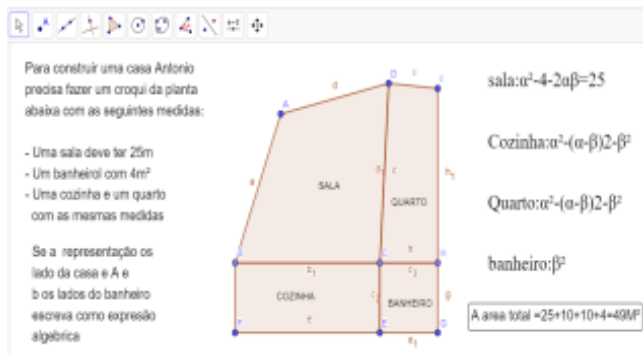 Para construir uma casa Antonio
precisa fazer um croqui da planta
abaixa com as seguintes medidas:
- Uma sala deve ter 25m
- Um banheirol com 4m²
- Uma cozinha e um quarto
com as mesmas medidas
Se a representação os
lado da casa e A e
b os lados do banheiro
escreva como expresão
algebrica
A
d
D
i
I
a
SALA
c
QUARTO
h
B
C
H
COZINHA
BANHEIRO
g
F
E
G
sala:α²-4-2αβ=25
Cozinha:α²-(α-β)2-β²
Quarto:α²-(α-β)2-β²
banheiro:β²
A area total =25+10+10+4=49M²